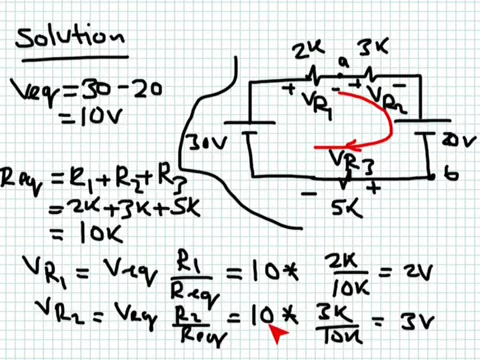 Solution
Veq = 30 - 20
= 10V
Req = R1 + R2 + R3
= 2K + 3K + 5K
= 10K
2K a 3K
+ - + -
VR1 VR2
30V 20V
VR3 b
- +
5K
VR1 = Veq R1/Req = 10* 2K/10K = 2V
VR2 = Veq R2/Req = 10* 3K/10K = 3V